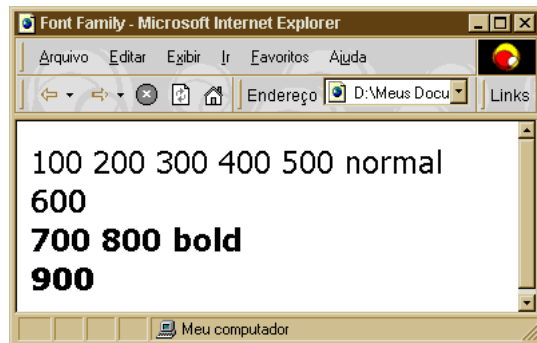 Font Family - Microsoft Internet Explorer
Arquivo Editar Exibir Ir Favoritos Ajuda
Endereço D:\Meus Docu Links
100 200 300 400 500 normal
600
700 800 bold
900
Meu computador